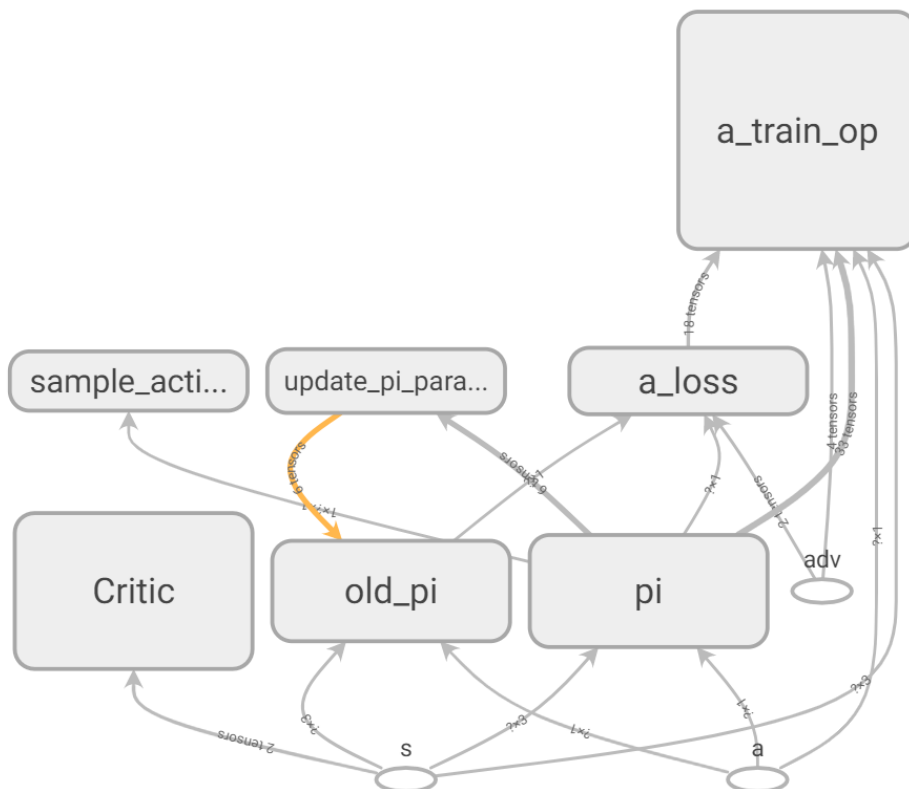 a_train_op
18 tensors
4 tensors
33 tensors
sample_acti...
update_pi_para...
a_loss
6 tensors
6 tensors
?×1
2 tensors
?×1
Critic
old_pi
pi
adv
2 tensors
?×3
?×3
?×1
?×1
?×3
s
a